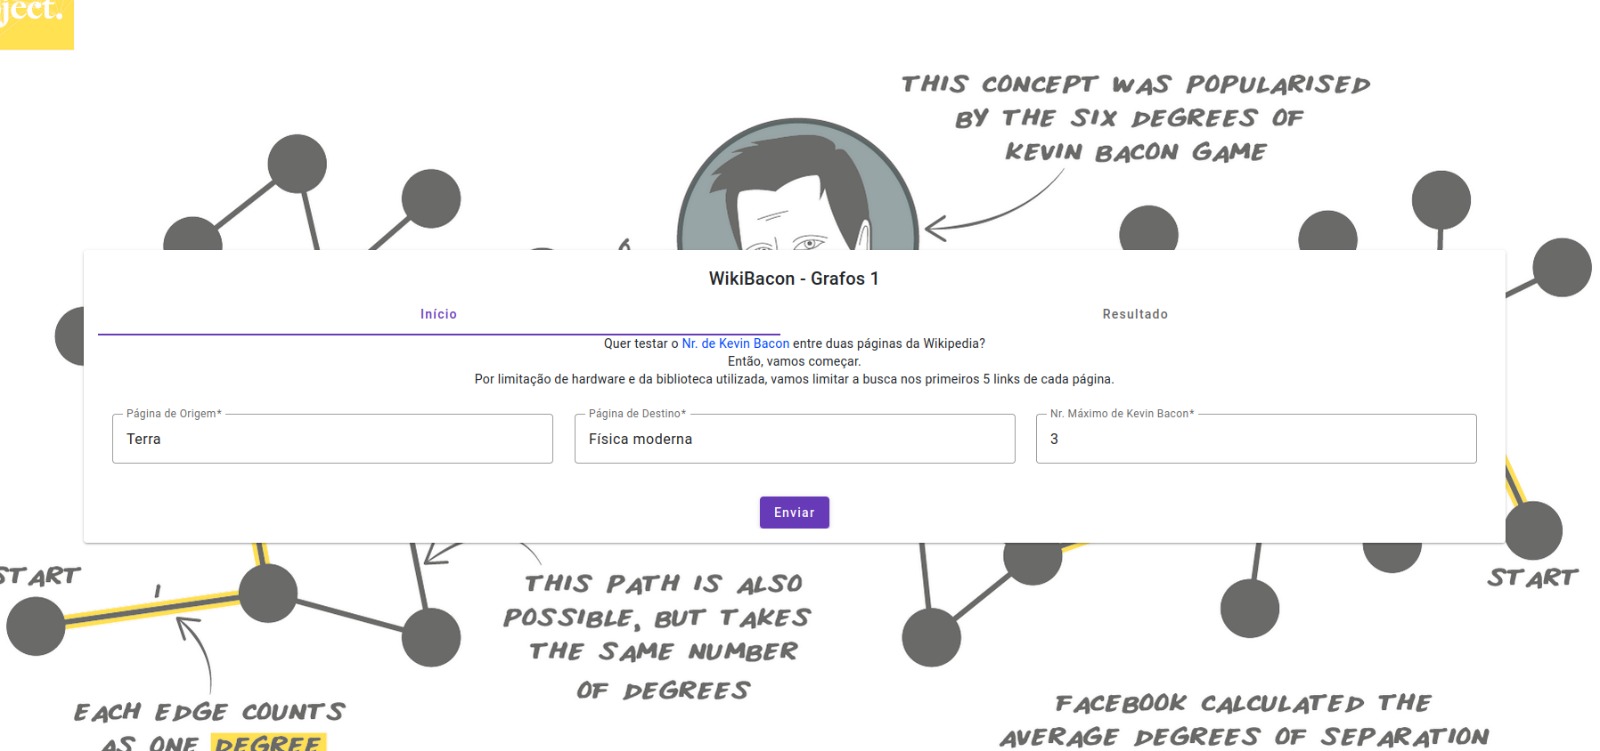 ject.
THIS CONCEPT WAS POPULARISED
BY THE SIX DEGREES OF
KEVIN BACON GAME
WikiBacon - Grafos 1
Início
Resultado
Quer testar o Nr. de Kevin Bacon entre duas páginas da Wikipedia?
Então, vamos começar.
Por limitação de hardware e da biblioteca utilizada, vamos limitar a busca nos primeiros 5 links de cada página.
Página de Origem*
Terra
Página de Destino*
Física moderna
Nr. Máximo de Kevin Bacon*
3
Enviar
START
1
THIS PATH IS ALSO
POSSIBLE, BUT TAKES
THE SAME NUMBER
OF DEGREES
START
EACH EDGE COUNTS
AS ONE DEGREE
FACEBOOK CALCULATED THE
AVERAGE DEGREES OF SEPARATION